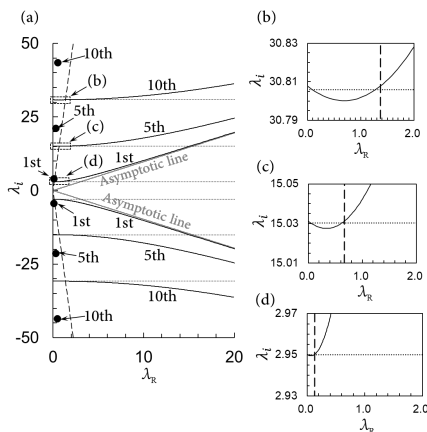 (a)
50
25
0
-25
-50
λi
10th
(b)
5th
(c)
1st
(d)
10th
5th
1st
Asymptotic line
Asymptotic line
1st
1st
5th
5th
10th
10th
0 5 10 15 20
λR
(b)
30.83
30.81
30.79
λi
0.0 1.0 2.0
λR
(c)
15.05
15.03
15.01
λi
0.0 1.0 2.0
λR
(d)
2.97
2.95
2.93
λi
0.0 1.0 2.0
λR